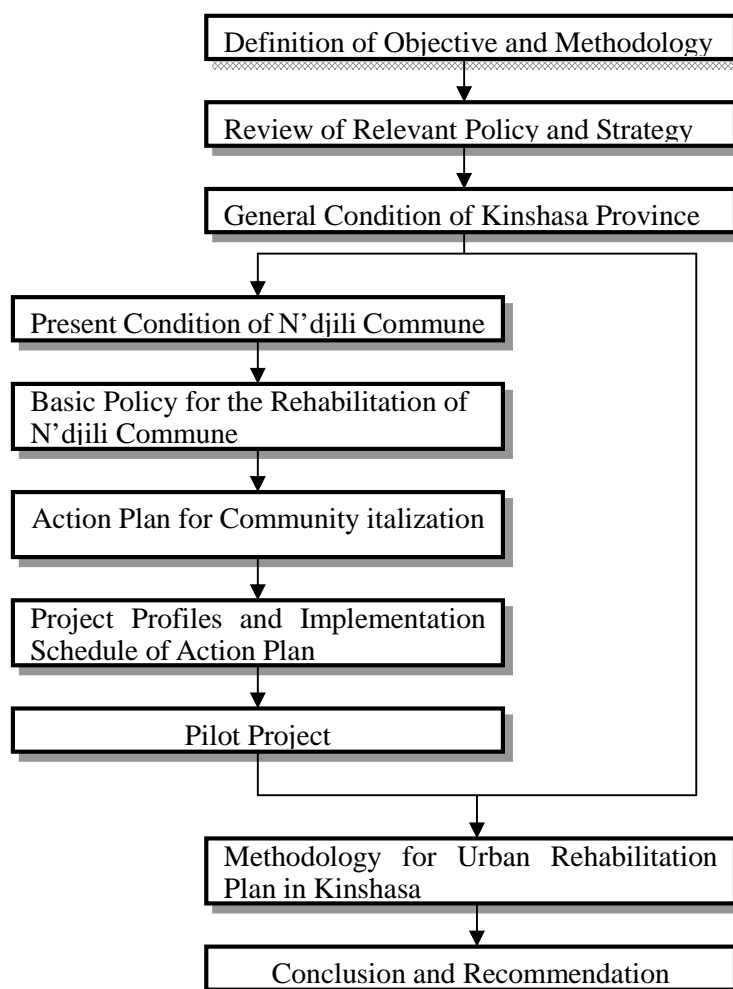 Definition of Objective and Methodology
Review of Relevant Policy and Strategy
General Condition of Kinshasa Province
Present Condition of N'djili Commune
Basic Policy for the Rehabilitation of
N'djili Commune
Action Plan for Community italization
Project Profiles and Implementation
Schedule of Action Plan
Pilot Project
Methodology for Urban Rehabilitation
Plan in Kinshasa
Conclusion and Recommendation